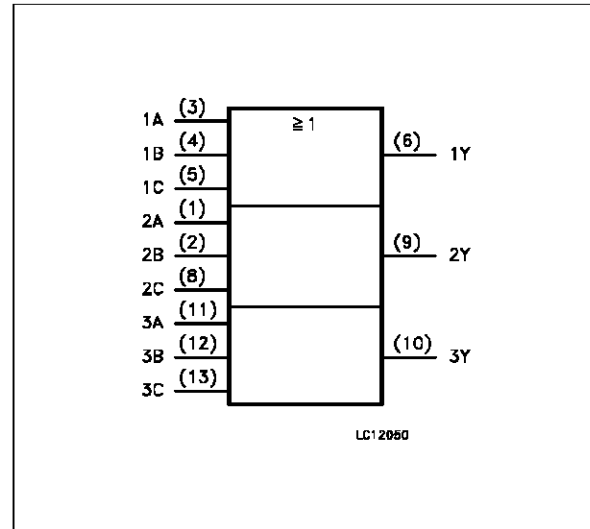 ≧1
1A (3)
1B (4)
1C (5)
2A (1)
2B (2)
2C (8)
3A (11)
3B (12)
3C (13)
(6) 1Y
(9) 2Y
(10) 3Y
LC12050